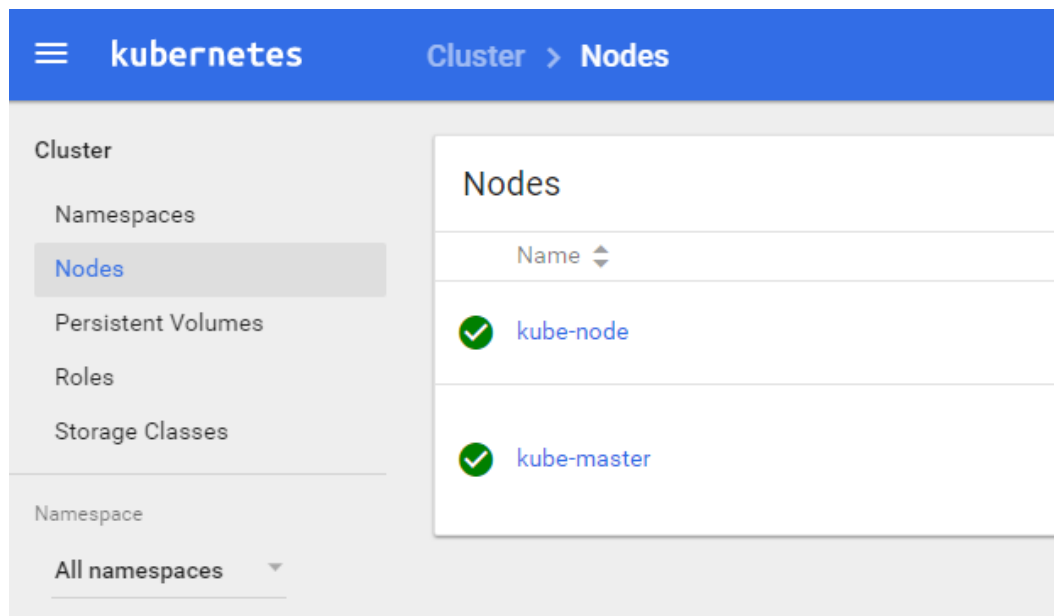 kubernetes
Cluster > Nodes
Cluster
Namespaces
Nodes
Persistent Volumes
Roles
Storage Classes
Namespace
All namespaces
Nodes
Name
kube-node
kube-master